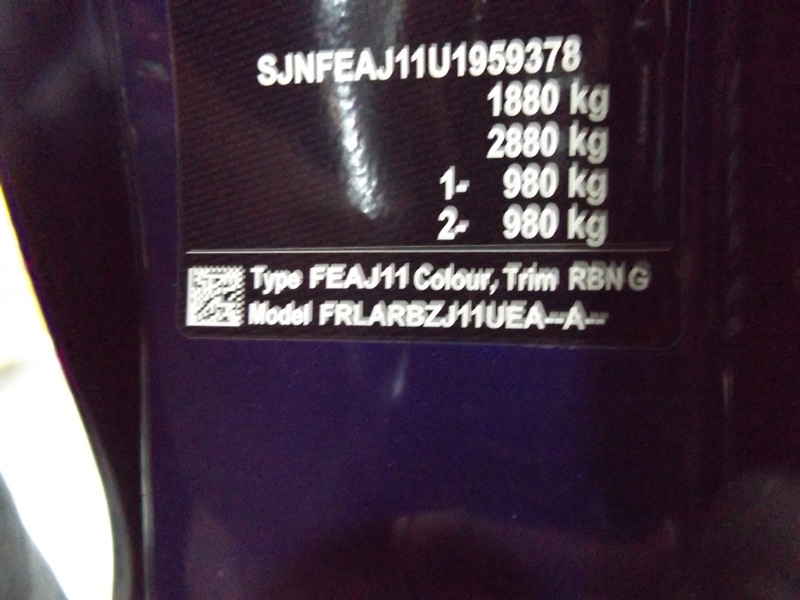 SJNFEAJ11U1959378
1880 kg
2880 kg
1- 980 kg
2- 980 kg
Type FEAJ11 Colour, Trim RBN G
Model FRLARBZJ11UEA--A--